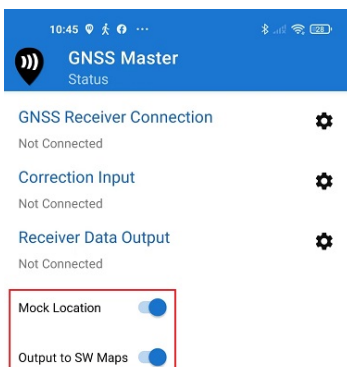 10:45
28
GNSS Master
Status
GNSS Receiver Connection
Not Connected
Correction Input
Not Connected
Receiver Data Output
Not Connected
Mock Location
Output to SW Maps